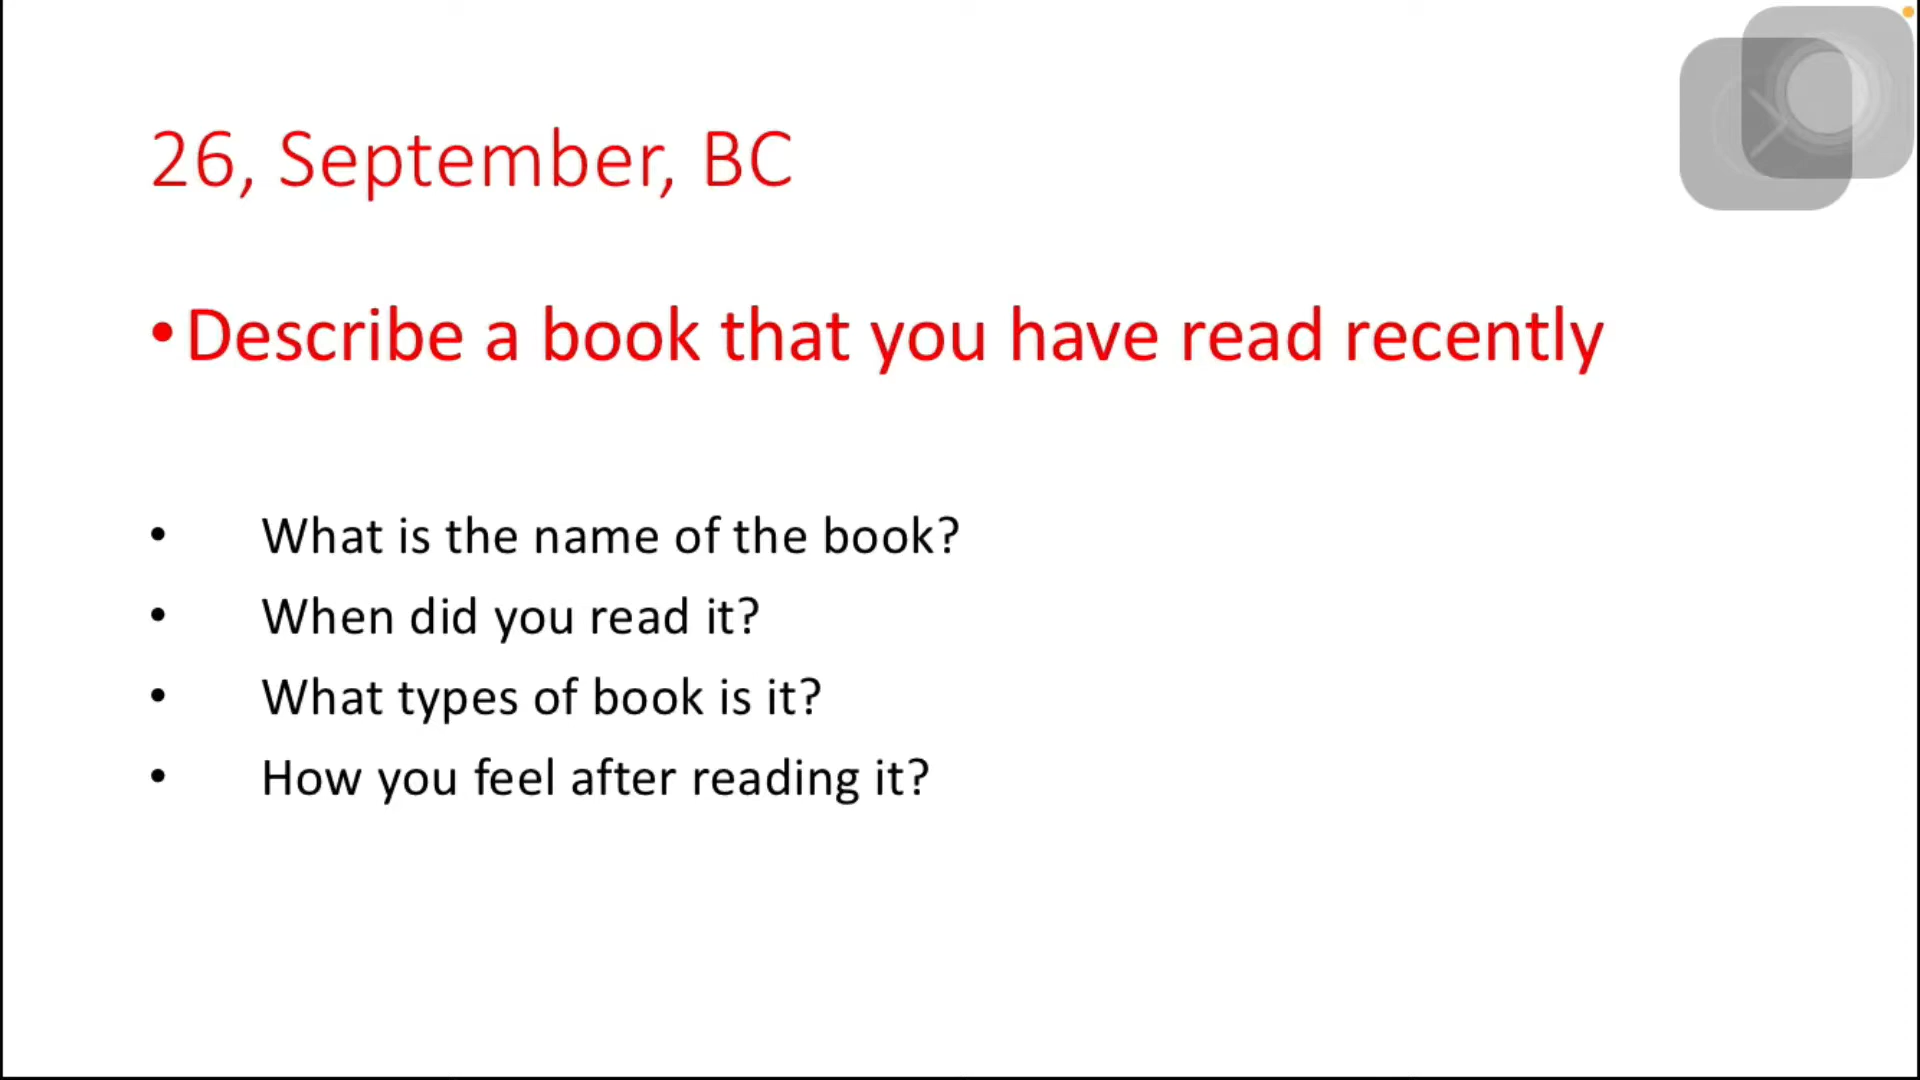 26, September, BC
•Describe a book that you have read recently
• What is the name of the book?
• When did you read it?
• What types of book is it?
• How you feel after reading it?